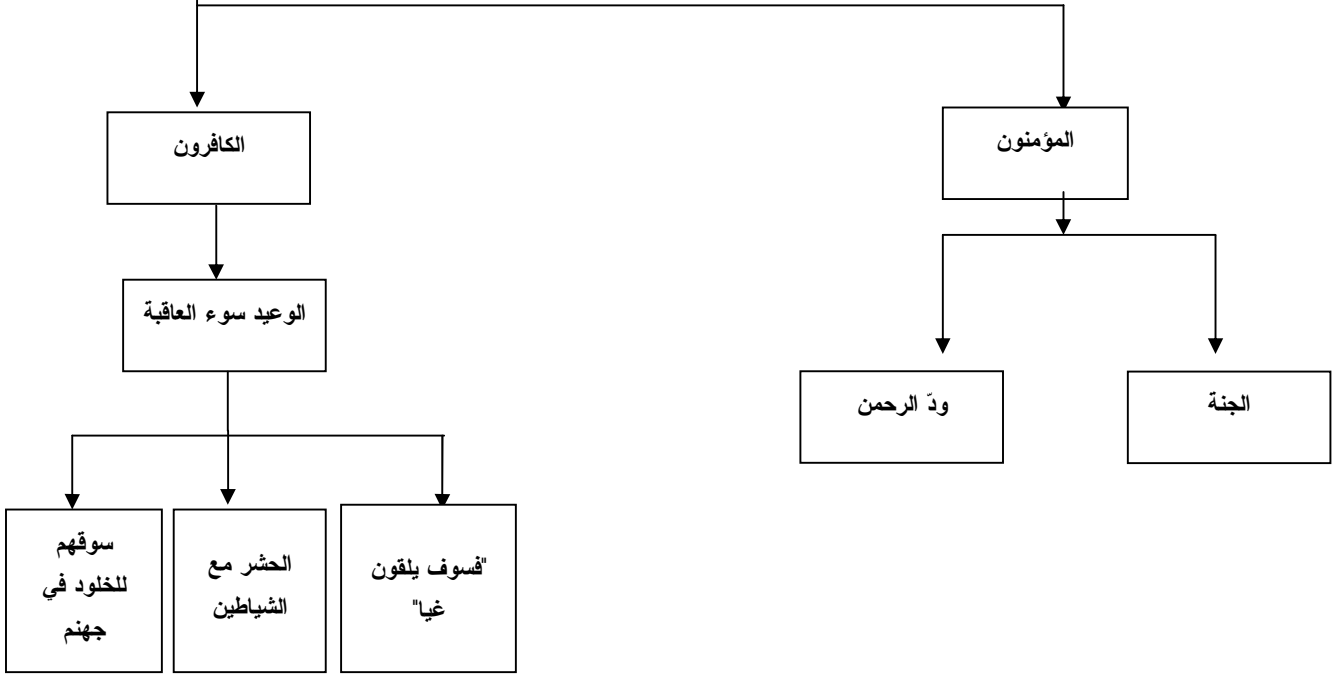 المؤمنون
الكافرون
الوعيد سوء العاقبة
الجنة
ودّ الرحمن
"فسوف يلقون
غيا"
الحشر مع
الشياطين
سوقهم
للخلود في
جهنم